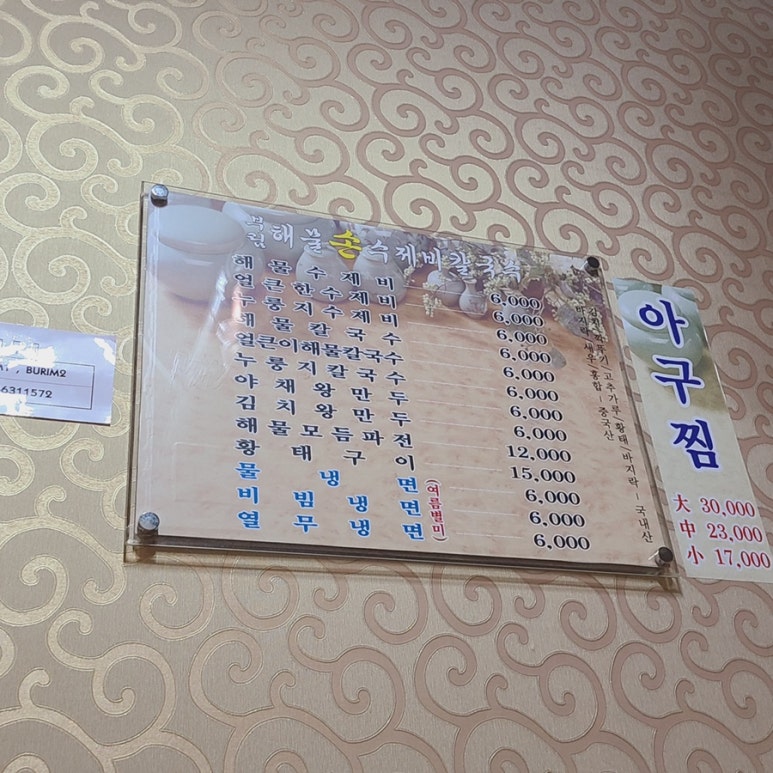 부림 해물손수제비칼국수
해물수제비 6,000
얼큰한수제비 6,000
누룽지수제비 6,000
해물칼국수 6,000
얼큰이해물칼국수 6,000
누룽지칼국수 6,000
야채왕만두 6,000
김치왕만두 6,000
해물모듬파전 12,000
황태구이 15,000
물냉면 6,000
비빔냉면 (여름별미) 6,000
열무냉면 6,000
고추가루/황태/바지락-국내산
바지락,새우,홍합-중국산
아구찜
大 30,000
中 23,000
小 17,000
, BURIM2
6311572